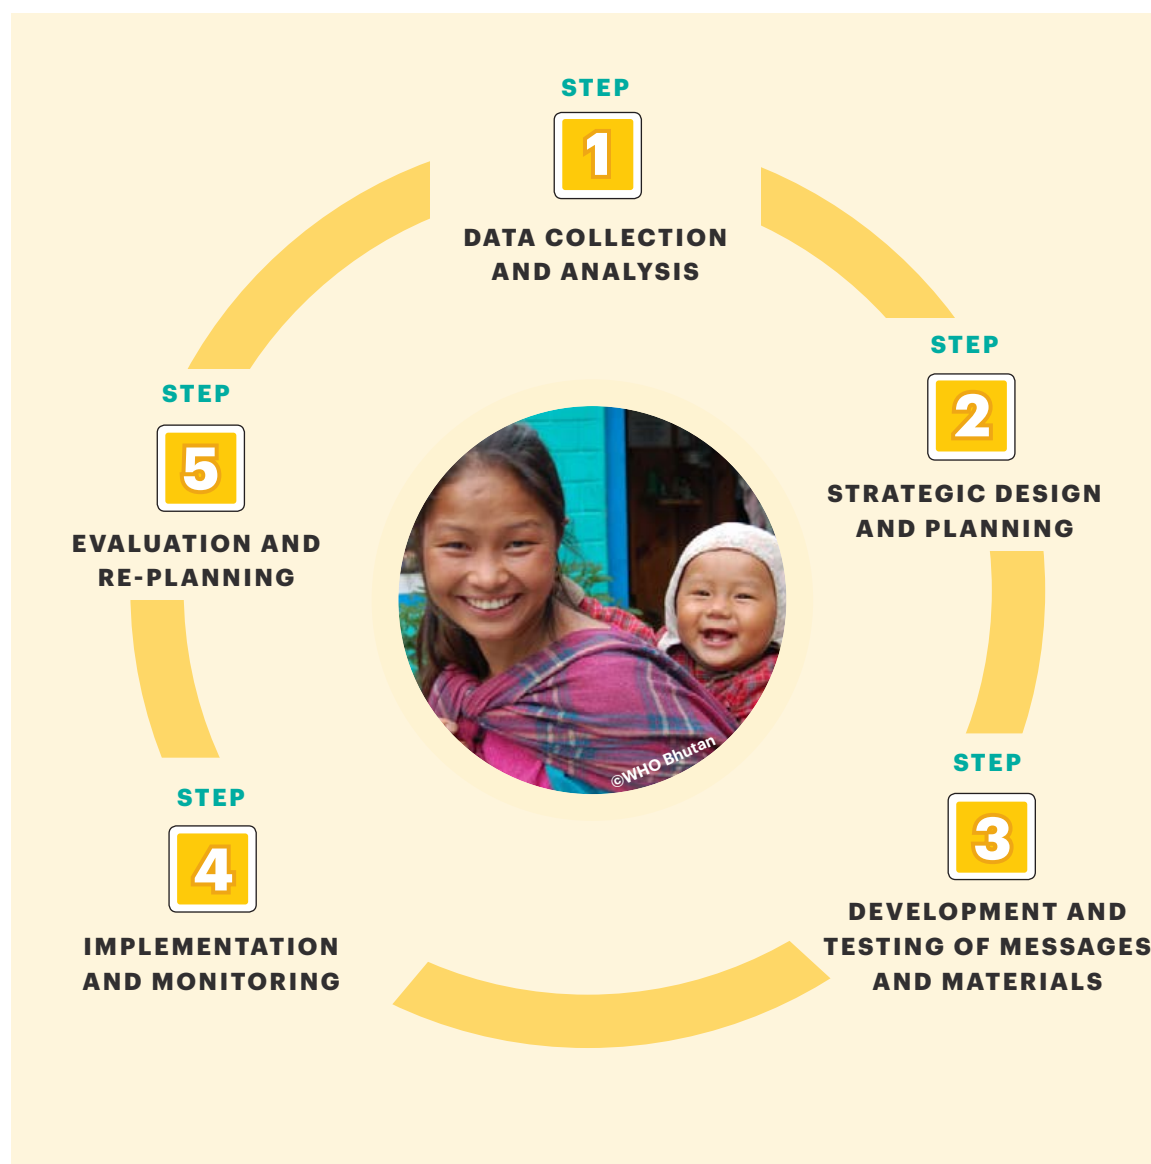 STEP
1
DATA COLLECTION
AND ANALYSIS
STEP
2
STRATEGIC DESIGN
AND PLANNING
STEP
3
DEVELOPMENT AND
TESTING OF MESSAGES
AND MATERIALS
STEP
4
IMPLEMENTATION
AND MONITORING
STEP
5
EVALUATION AND
RE-PLANNING
©WHO Bhutan